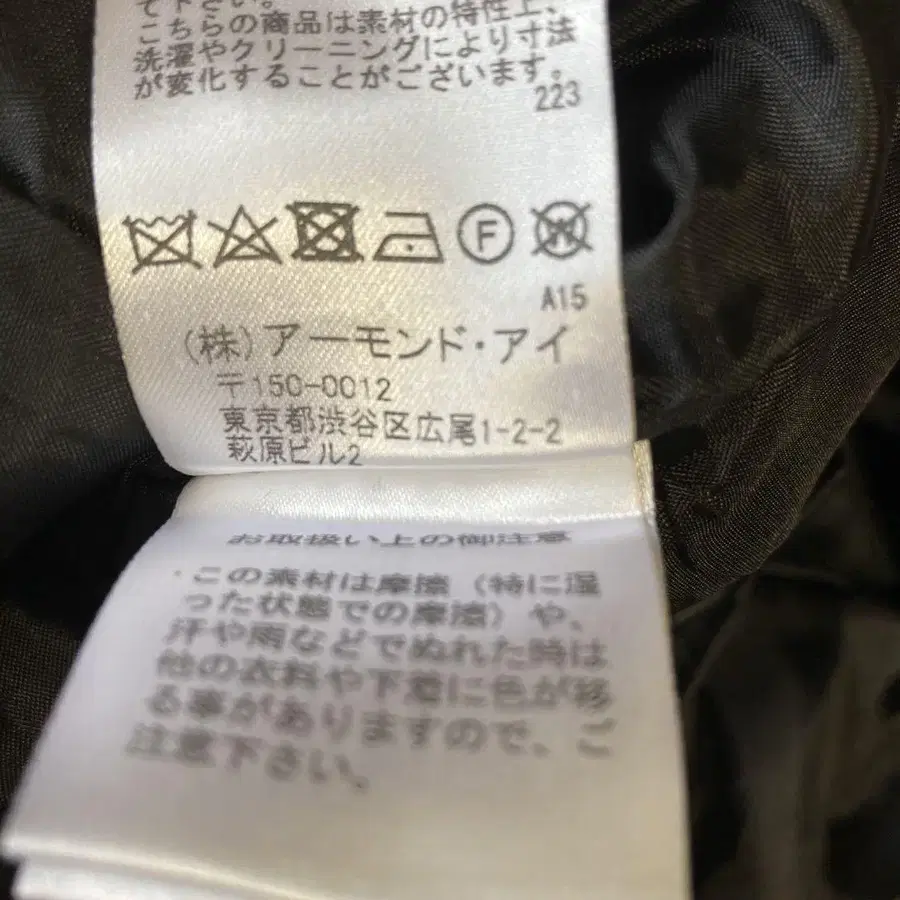 て下さい。
こちらの商品は素材の特性上、
洗濯やクリーニングにより寸法
が変化することがございます。
223
F
W
A15
(株)アーモンド・アイ
〒150-0012
東京都渋谷区広尾1-2-2
萩原ビル2
お取扱い上の御注意
・この素材は摩擦(特に湿
った状態での摩擦)や、
汗や雨などでぬれた時は
他の衣料や下着に色が移
る事がありますので、ご
注意下さい。